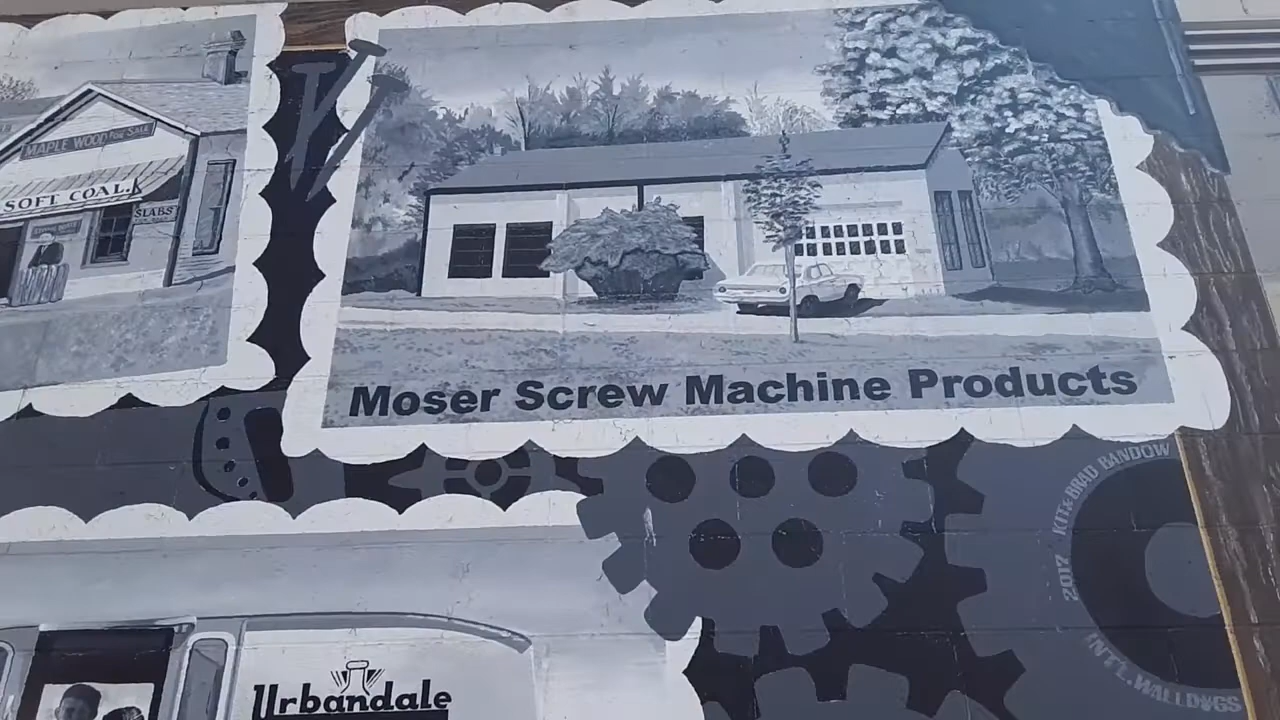 MAPLE WOOD FOR SALE
SOFT COAL.
SLABS
Moser Screw Machine Products
2017 KIT & BRAD BANDOW
INT'L. WALLDOGS
Urbandale